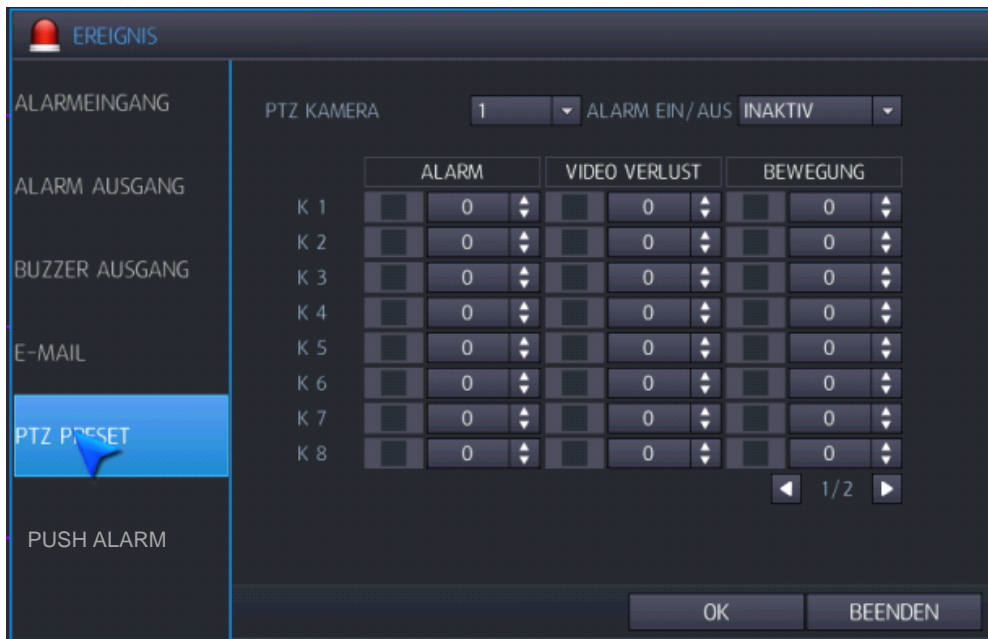 EREIGNIS
ALARMEINGANG
ALARM AUSGANG
BUZZER AUSGANG
E-MAIL
PTZ PRESET
PUSH ALARM
PTZ KAMERA 1 ALARM EIN/AUS INAKTIV
ALARM VIDEO VERLUST BEWEGUNG
K 1 0 0 0
K 2 0 0 0
K 3 0 0 0
K 4 0 0 0
K 5 0 0 0
K 6 0 0 0
K 7 0 0 0
K 8 0 0 0
1/2
OK BEENDEN